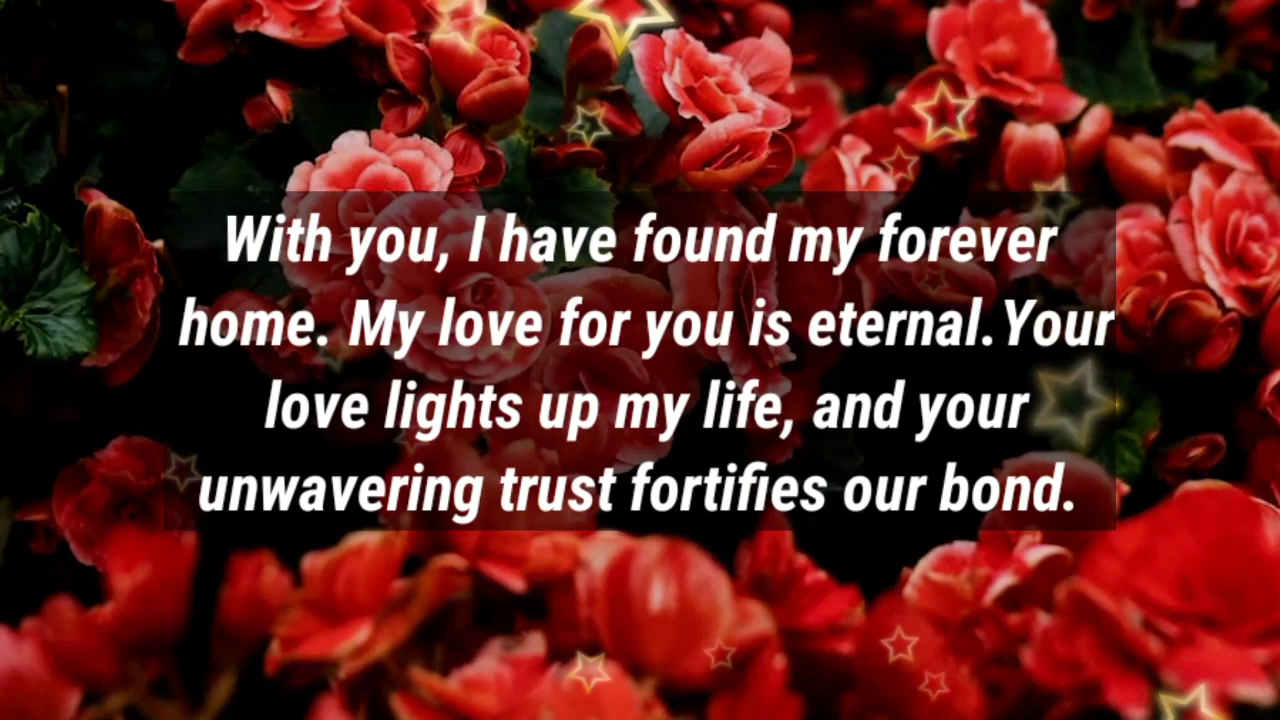 With you, I have found my forever
home. My love for you is eternal.Your
love lights up my life, and your
unwavering trust fortifies our bond.